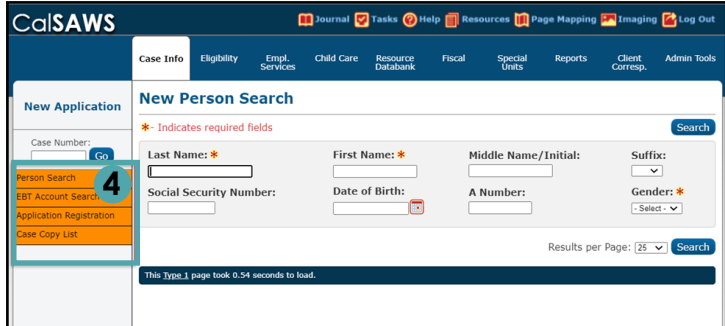 CalSAWS
Journal Tasks Help Resources Page Mapping Imaging Log Out
Case Info Eligibility Empl. Services Child Care Resource Databank Fiscal Special Units Reports Client Corresp. Admin Tools
New Application
New Person Search
*- Indicates required fields
Search
Case Number:
Go
Last Name: * First Name: * Middle Name/Initial: Suffix:
Person Search
4
EBT Account Search
Application Registration
Case Copy List
Social Security Number: Date of Birth: A Number: Gender: *
- Select -
Results per Page: 25 Search
This Type 1 page took 0.54 seconds to load.